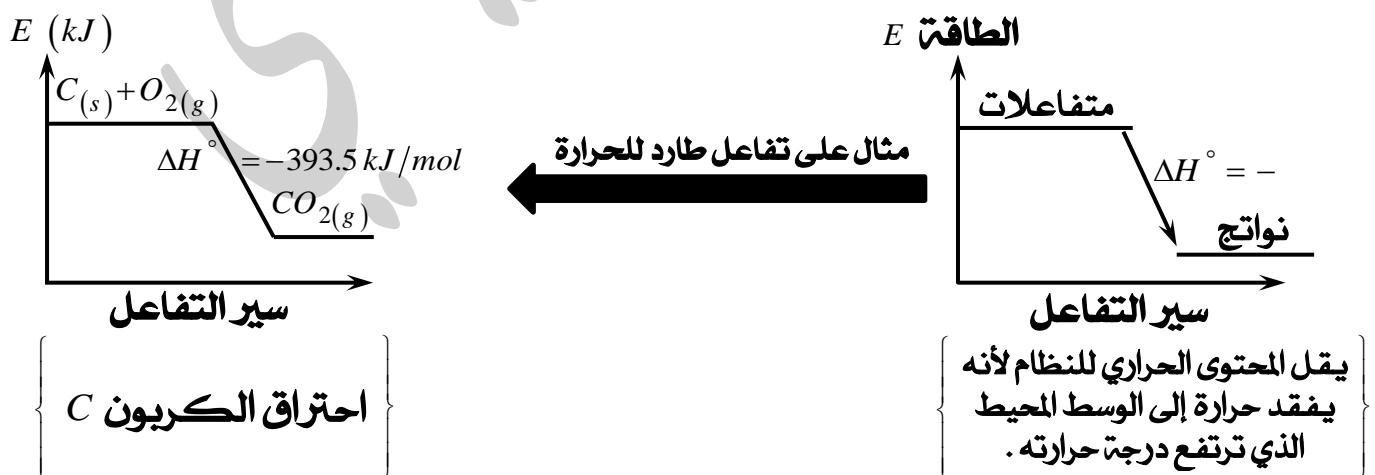 الطاقة E
متفاعلات
ΔH° = −
نواتج
سير التفاعل
يقل المحتوى الحراري للنظام لأنه
يفقد حرارة إلى الوسط المحيط
الذي ترتفع درجة حرارته .
مثال على تفاعل طارد للحرارة
E (kJ)
C(s)+O2(g)
ΔH° =−393.5 kJ/mol
CO2(g)
سير التفاعل
احتراق الكربون C